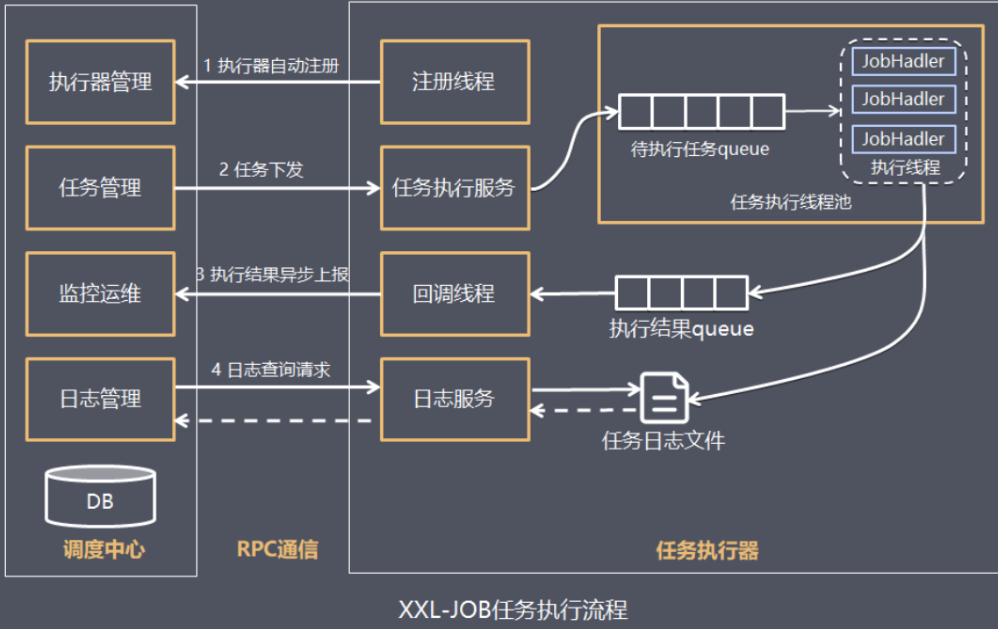 执行器管理
1 执行器自动注册
注册线程
JobHadler
JobHadler
JobHadler
执行线程
待执行任务queue
任务执行线程池
任务管理
2 任务下发
任务执行服务
监控运维
3 执行结果异步上报
回调线程
执行结果queue
日志管理
4 日志查询请求
日志服务
任务日志文件
DB
调度中心
RPC通信
任务执行器
XXL-JOB任务执行流程